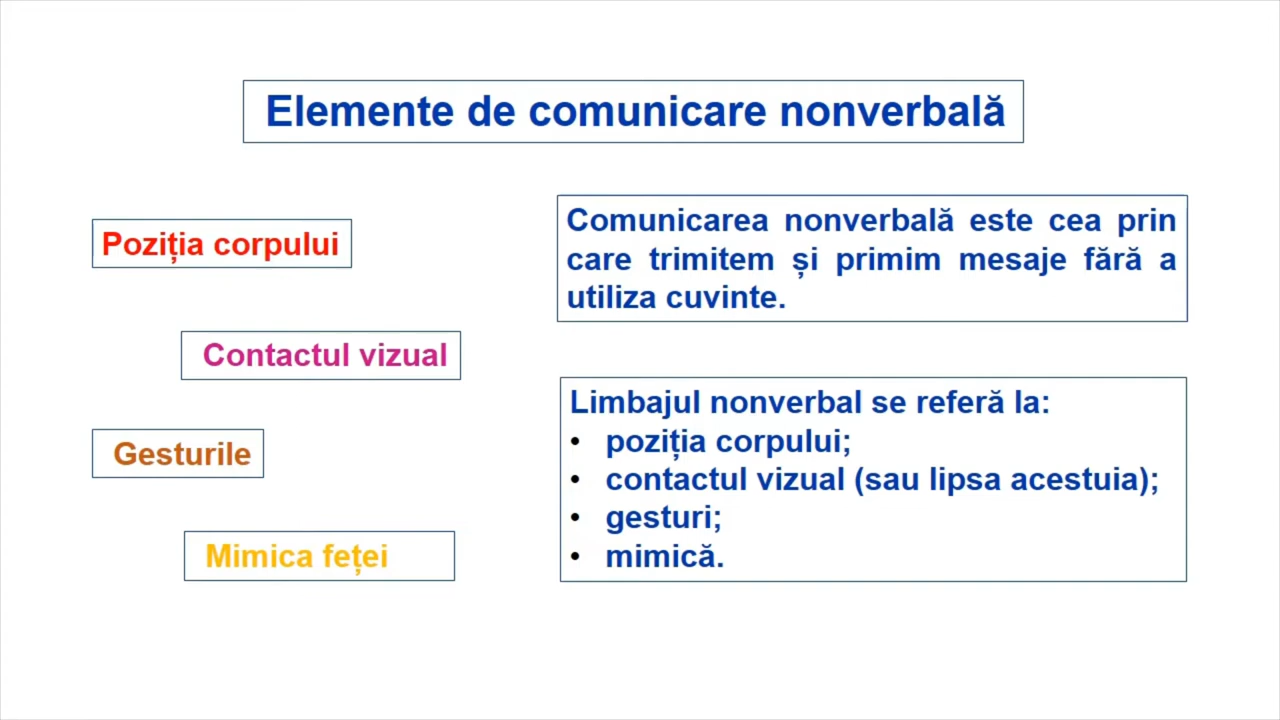 Elemente de comunicare nonverbală
Poziția corpului
Contactul vizual
Gesturile
Mimica feței
Comunicarea nonverbală este cea prin
care trimitem și primim mesaje fără a
utiliza cuvinte.
Limbajul nonverbal se referă la:
• poziția corpului;
• contactul vizual (sau lipsa acestuia);
• gesturi;
• mimică.